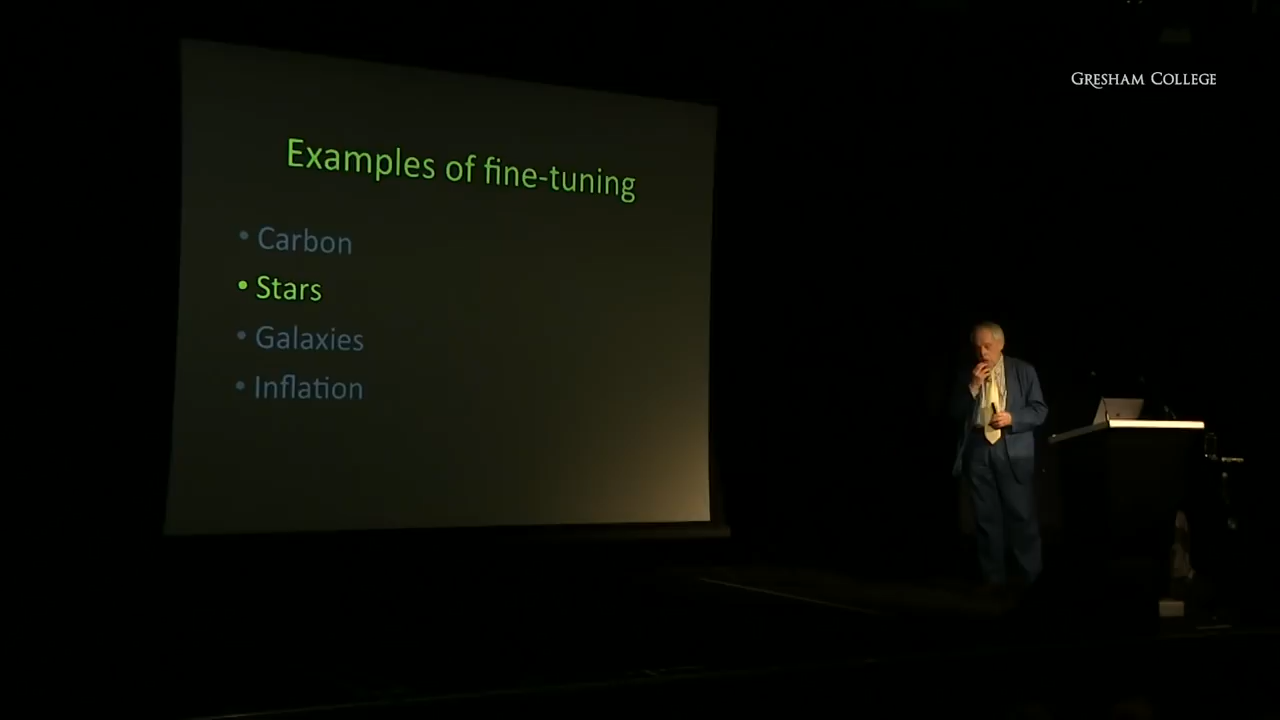 GRESHAM COLLEGE
Examples of fine-tuning
• Carbon
• Stars
• Galaxies
• Inflation